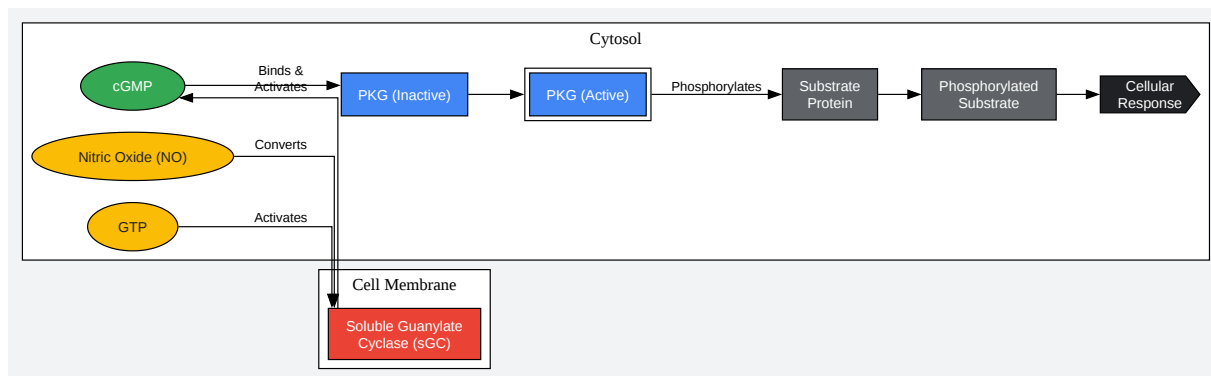 Cytosol
cGMP
Binds &
Activates
PKG (Inactive)
PKG (Active)
Phosphorylates
Substrate
Protein
Phosphorylated
Substrate
Cellular
Response
Nitric Oxide (NO)
Converts
GTP
Activates
Cell Membrane
Soluble Guanylate
Cyclase (sGC)